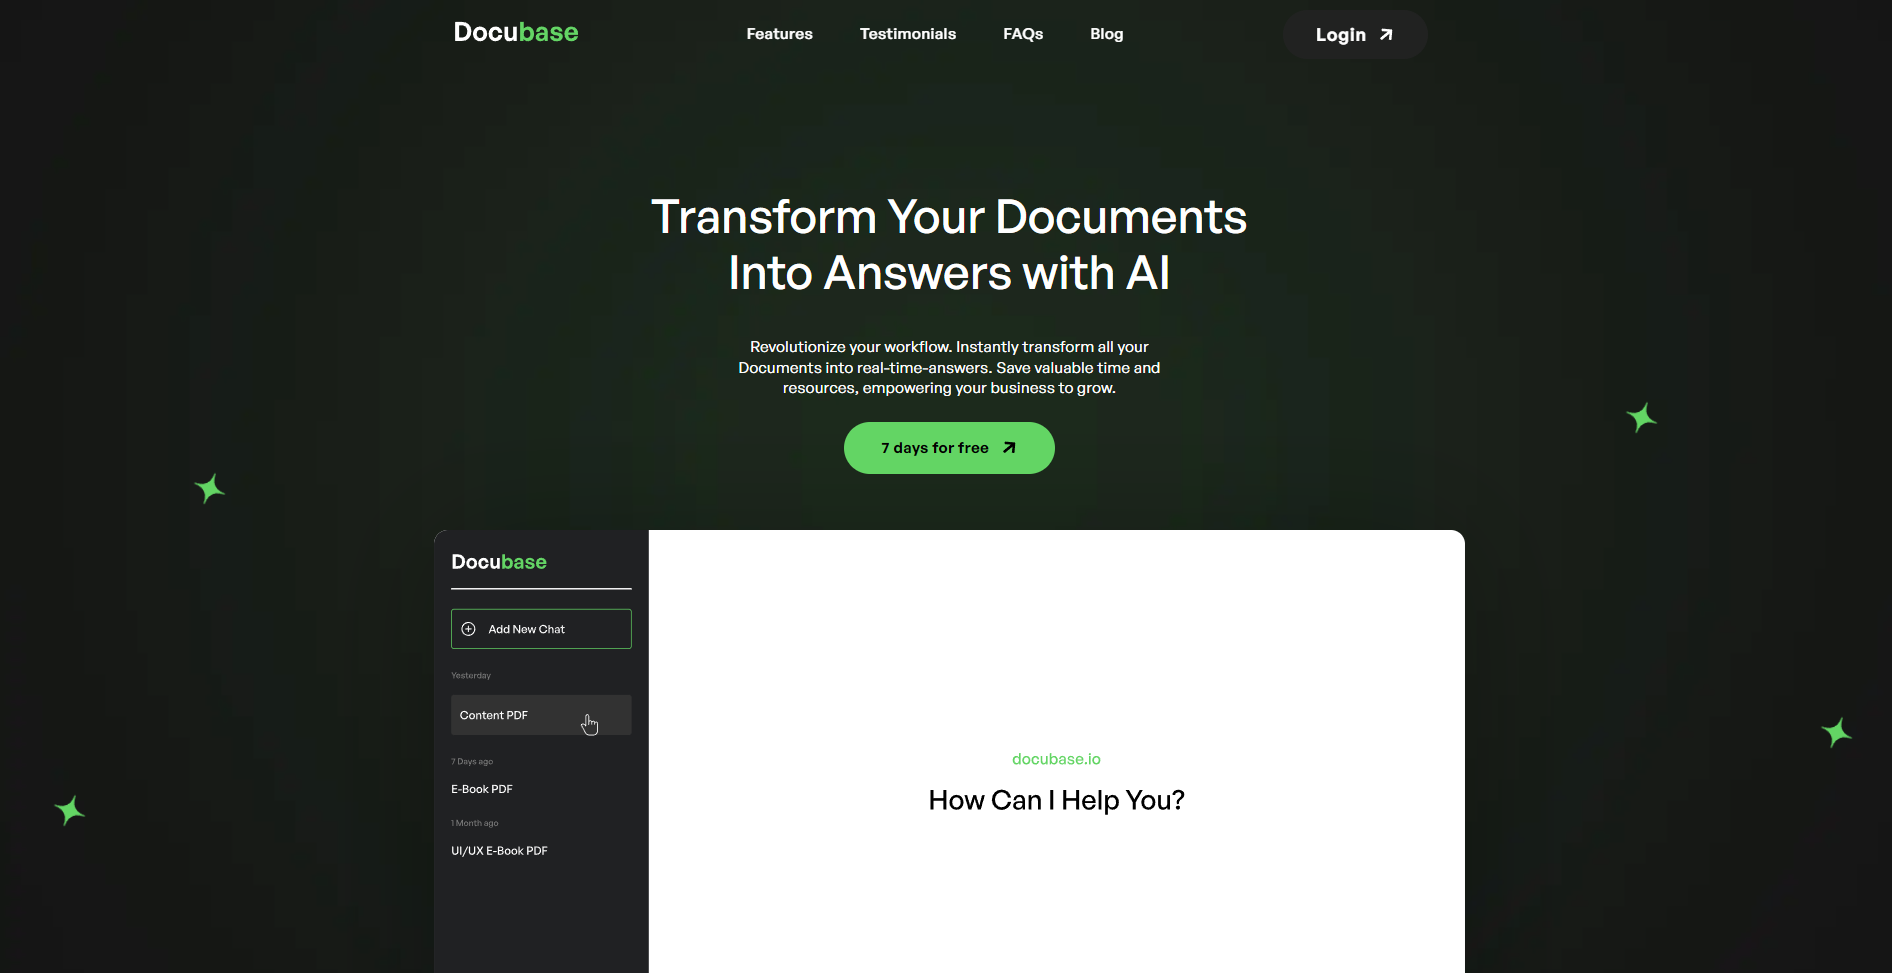 Docubase
Features
Testimonials
FAQs
Blog
Login
Transform Your Documents
Into Answers with AI
Revolutionize your workflow. Instantly transform all your
Documents into real-time-answers. Save valuable time and
resources, empowering your business to grow.
7 days for free
Docubase
Add New Chat
Yesterday
Content PDF
7 Days ago
E-Book PDF
1 Month ago
UI/UX E-Book PDF
docubase.io
How Can I Help You?